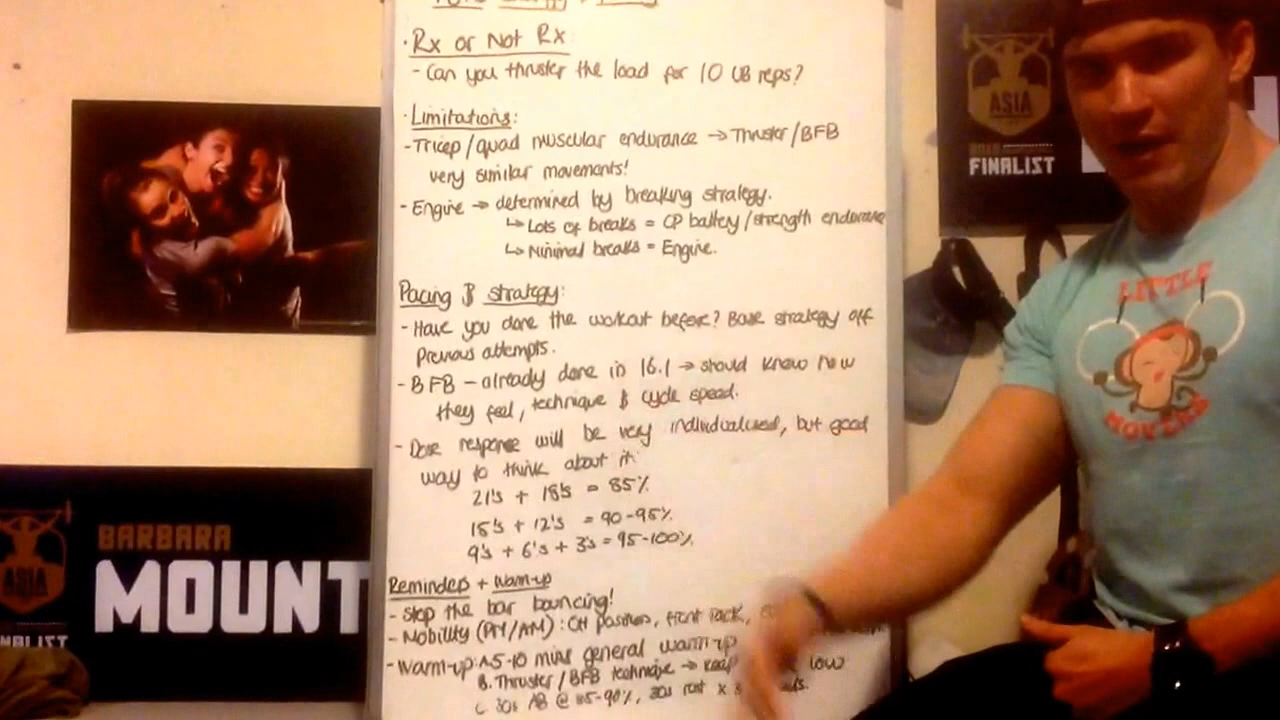 · Rx or Not Rx
- Can you thruster the load for 10 UB reps?
· Limitations:
- Tricep/quad muscular endurance → Thruster/BFB
very similar movements!
- Engine → determined by breaking strategy.
↳ Lots of breaks = CP battery/strength endurance
↳ Minimal breaks = Engine.
Pacing & strategy:
- Have you done the workout before? Base strategy off
previous attempts.
- BFB - already done in 16.1 → should know how
they feel, technique & cycle speed.
- Dose response will be very individualised, but good
way to think about it:
21's + 18's = 85%
15's + 12's = 90-95%
9's + 6's + 3's = 95-100%
Reminders + Warm-up
- Stop the bar bouncing!
- Mobility (PM/AM): OH position, front rack,
- Warm-up: A. 5-10 mins general warm-up
B. Thruster/BFB technique → keep low
C. 30s AB @ 85-90%, 30s rest x
ASIA
FINALIST
LITTLE
MOVERS
ASIA
BARBARA
MOUNT